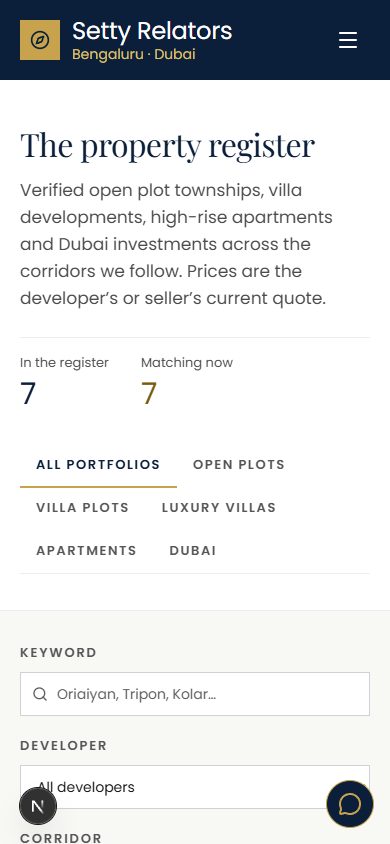 Setty Relators
Bengaluru · Dubai
The property register
Verified open plot townships, villa
developments, high-rise apartments
and Dubai investments across the
corridors we follow. Prices are the
developer’s or seller’s current quote.
In the register
Matching now
7
7
ALL PORTFOLIOS
OPEN PLOTS
VILLA PLOTS
LUXURY VILLAS
APARTMENTS
DUBAI
KEYWORD
Oriaiyan, Tripon, Kolar…
DEVELOPER
All developers
N
CORRIDOR